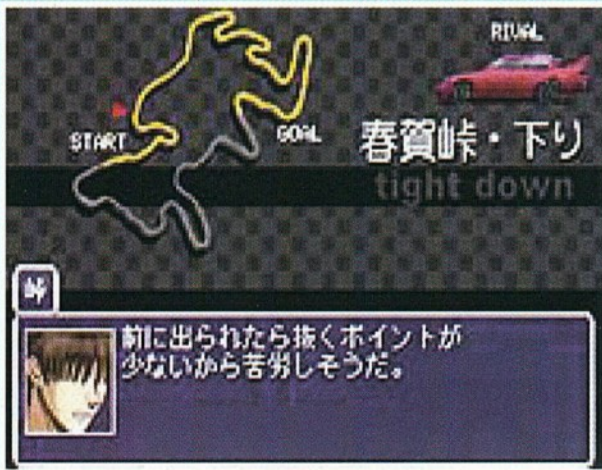 RIVAL
START
GOAL
春賀峠・下り
tight down
峠
前に出られたら抜くポイントが
少ないから苦労しそうだ。